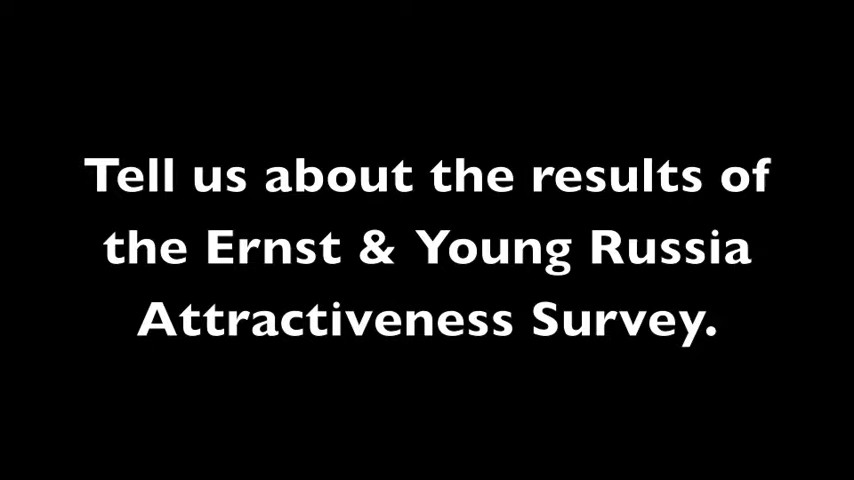 Tell us about the results of
the Ernst & Young Russia
Attractiveness Survey.